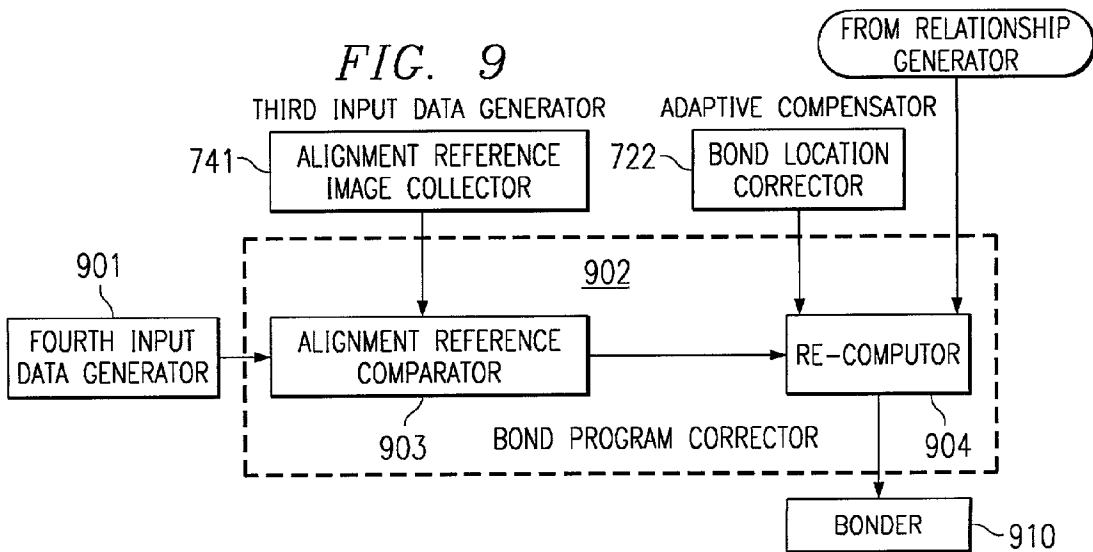 FROM RELATIONSHIP
GENERATOR
FIG. 9
THIRD INPUT DATA GENERATOR
ADAPTIVE COMPENSATOR
741
ALIGNMENT REFERENCE
IMAGE COLLECTOR
722
BOND LOCATION
CORRECTOR
901
902
FOURTH INPUT
DATA GENERATOR
ALIGNMENT REFERENCE
COMPARATOR
RE-COMPUTOR
903
BOND PROGRAM CORRECTOR
904
BONDER
910